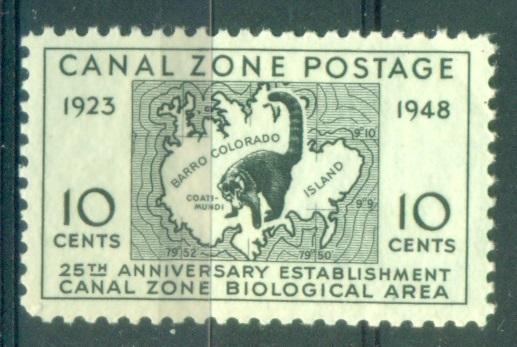 CANAL ZONE POSTAGE
1923 1948
BARRO COLORADO ISLAND
COATI-
MUNDI
9°10'
9°9'
79°52' 79°50'
10 CENTS
10 CENTS
25TH ANNIVERSARY ESTABLISHMENT
CANAL ZONE BIOLOGICAL AREA